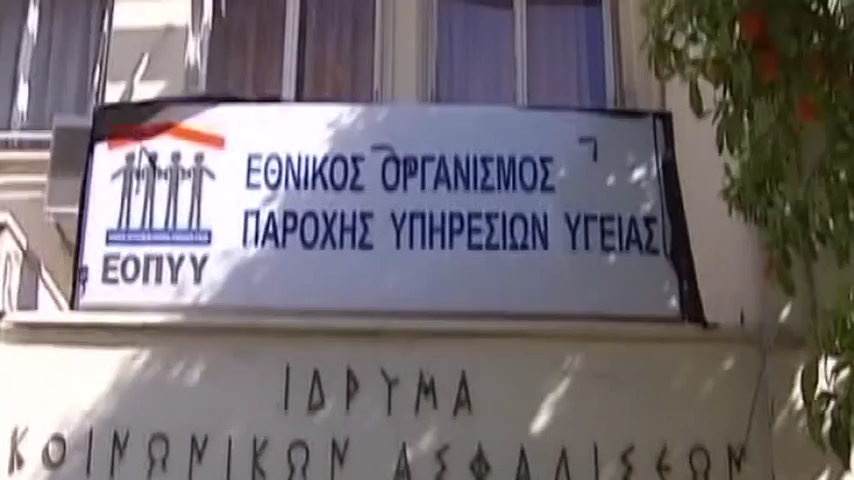 ΕΘΝΙΚΟΣ ΟΡΓΑΝΙΣΜΟΣ
ΠΑΡΟΧΗΣ ΥΠΗΡΕΣΙΩΝ ΥΓΕΙΑΣ
ΕΟΠΥΥ
ΙΔΡΥΜΑ
ΚΟΙΝΩΝΙΚΩΝ ΑΣΦΑΛΙΣΕΩΝ